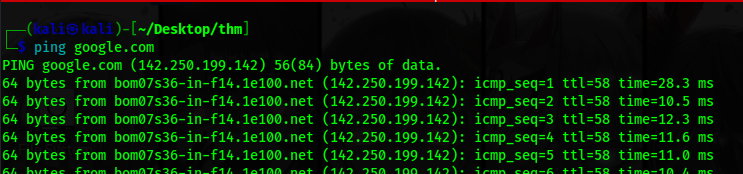 ┌──(kali㉿kali)-[~/Desktop/thm]
└─$ ping google.com
PING google.com (142.250.199.142) 56(84) bytes of data.
64 bytes from bom07s36-in-f14.1e100.net (142.250.199.142): icmp_seq=1 ttl=58 time=28.3 ms
64 bytes from bom07s36-in-f14.1e100.net (142.250.199.142): icmp_seq=2 ttl=58 time=10.5 ms
64 bytes from bom07s36-in-f14.1e100.net (142.250.199.142): icmp_seq=3 ttl=58 time=12.3 ms
64 bytes from bom07s36-in-f14.1e100.net (142.250.199.142): icmp_seq=4 ttl=58 time=11.6 ms
64 bytes from bom07s36-in-f14.1e100.net (142.250.199.142): icmp_seq=5 ttl=58 time=11.0 ms
64 bytes from bom07s36-in-f14.1e100.net (142.250.199.142): icmp_seq=6 ttl=58 time=10.4 ms